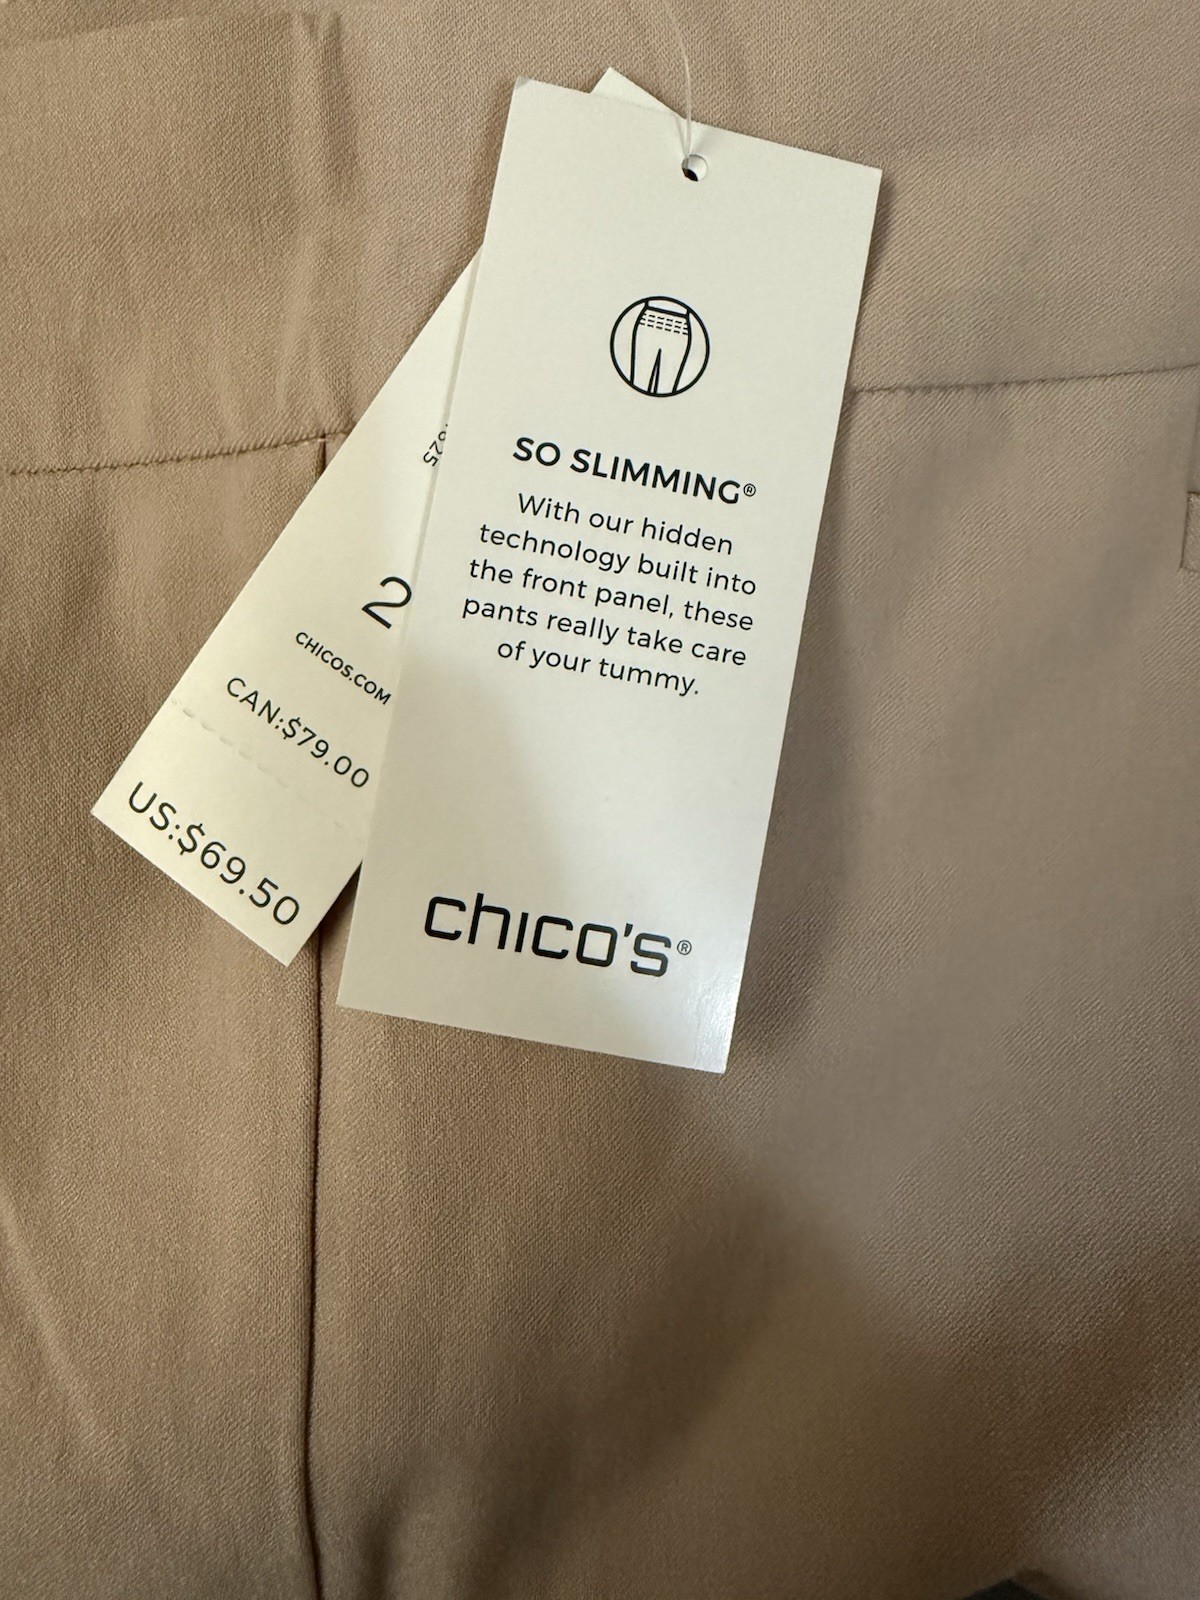 SO SLIMMING®
With our hidden
technology built into
the front panel, these
pants really take care
of your tummy.
chico's®
2
CHICOS.COM
CAN:$79.00
US:$69.50